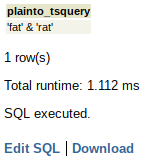 plainto_tsquery
'fat' & 'rat'
1 row(s)
Total runtime: 1.112 ms
SQL executed.
Edit SQL | Download